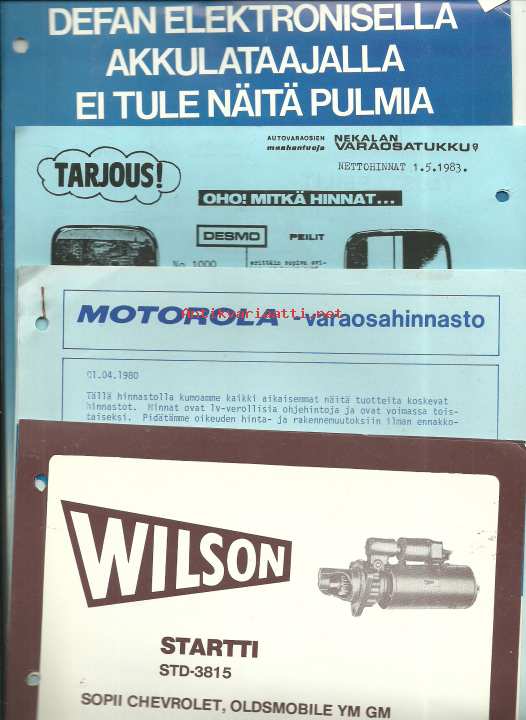 DEFAN ELEKTRONISELLA
AKKULATAAJALLA
EI TULE NÄITÄ PULMIA
AUTOVARAOSIEN
maahantuoja
NEKALAN
VARAOSATUKKU
NETTOHINNAT 1.5.1983.
TARJOUS!
OHO! MITKÄ HINNAT...
DESMO PEILIT
No 1000
erittäin sopiva
MOTOROLA - varaosahinnasto
Antikvariaatti.net
01.04.1980
Tällä hinnastolla kumoamme kaikki aikaisemmat näitä tuotteita koskevat
hinnastot. Hinnat ovat lv-verollisia ohjehintoja ja ovat voimassa tois-
taiseksi. Pidätämme oikeuden hinta- ja rakennemuutoksiin ilman ennakko-
WILSON
STARTTI
STD-3815
SOPII CHEVROLET, OLDSMOBILE YM GM